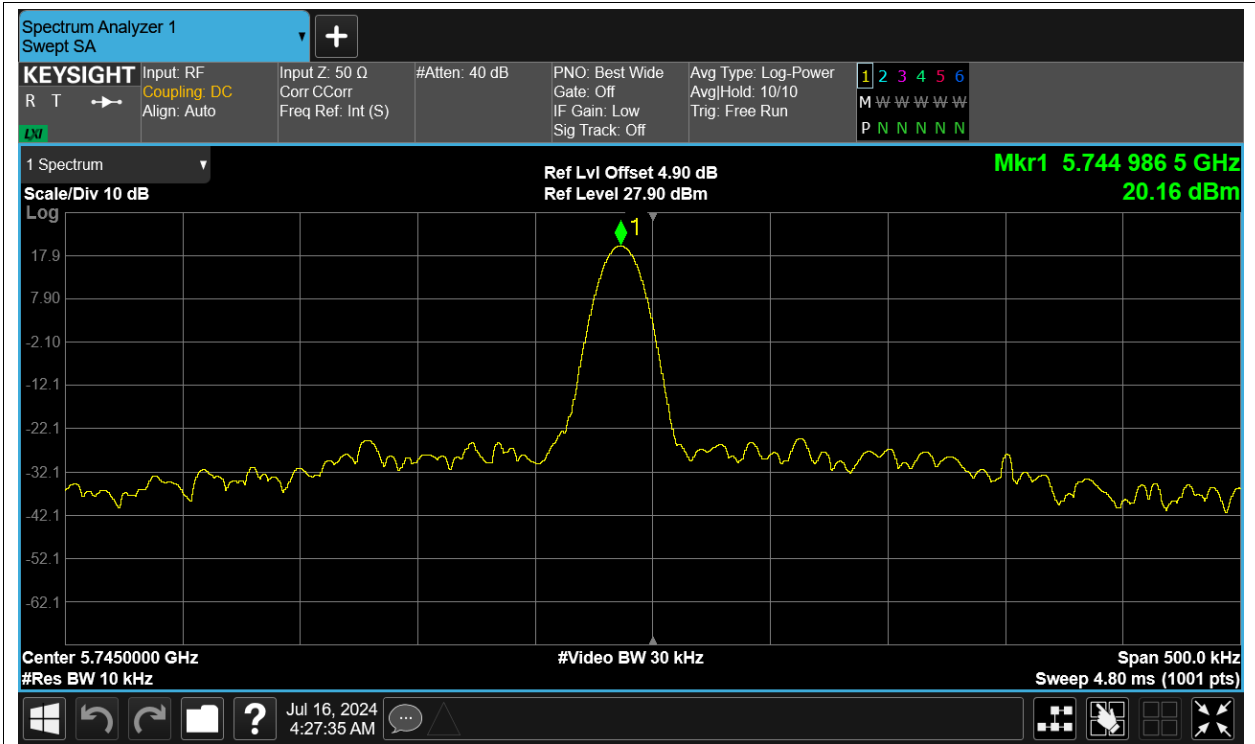 Spectrum Analyzer 1
Swept SA
KEYSIGHT
R T
LXI
Input: RF
Coupling: DC
Align: Auto
Input Z: 50 Ω
Corr CCorr
Freq Ref: Int (S)
#Atten: 40 dB
PNO: Best Wide
Gate: Off
IF Gain: Low
Sig Track: Off
Avg Type: Log-Power
Avg|Hold: 10/10
Trig: Free Run
1 2 3 4 5 6
M W W W W W
P N N N N N
1 Spectrum
Scale/Div 10 dB
Ref Lvl Offset 4.90 dB
Ref Level 27.90 dBm
Mkr1 5.744 986 5 GHz
20.16 dBm
Log
1
17.9
7.90
-2.10
-12.1
-22.1
-32.1
-42.1
-52.1
-62.1
Center 5.7450000 GHz
#Video BW 30 kHz
Span 500.0 kHz
#Res BW 10 kHz
Sweep 4.80 ms (1001 pts)
?
Jul 16, 2024
4:27:35 AM